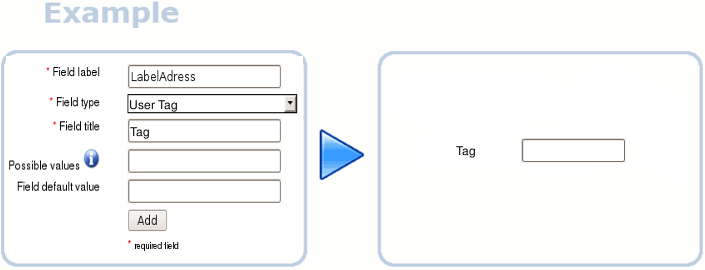 Example
* Field label LabelAdress
* Field type User Tag
* Field title Tag
Possible values i
Field default value
Add
* required field
Tag